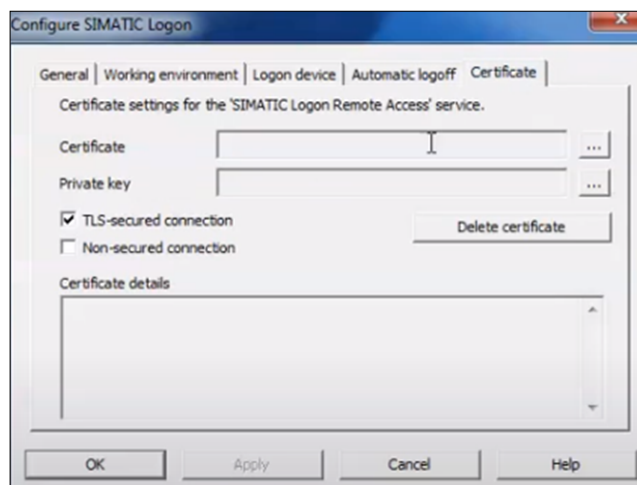 Configure SIMATIC Logon
General Working environment Logon device Automatic logoff Certificate
Certificate settings for the 'SIMATIC Logon Remote Access' service.
Certificate ...
Private key ...
TLS-secured connection
Delete certificate
Non-secured connection
Certificate details
OK Apply Cancel Help